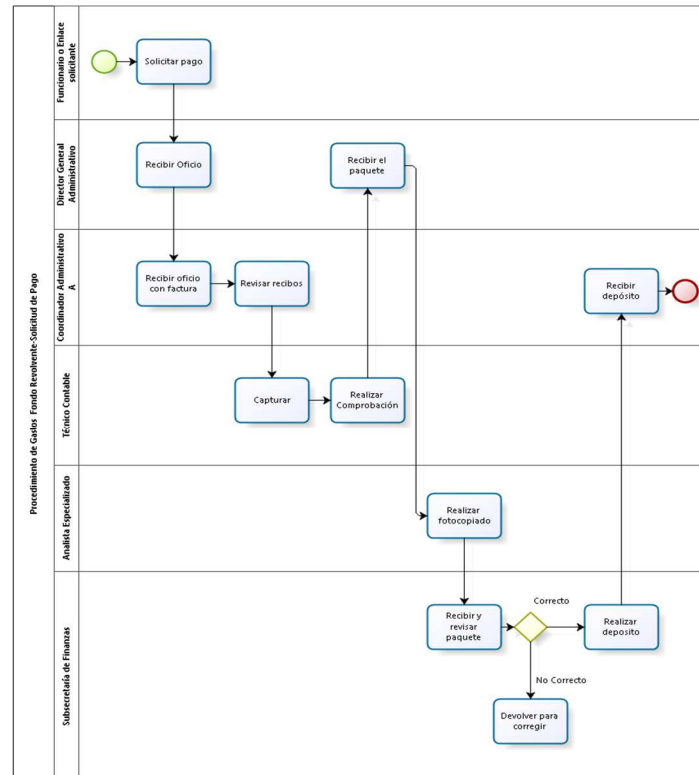 Procedimiento de Gastos Fondo Revolvente-Solicitud de Pago
Funcionario o Enlace
solicitante
Solicitar pago
Director General
Administrativo
Recibir Oficio
Recibir el
paquete
Coordinador Administrativo
A
Recibir oficio
con factura
Revisar recibos
Recibir
depósito
Técnico Contable
Capturar
Realizar
Comprobación
Analista Especializado
Realizar
fotocopiado
Subsecretaría de Finanzas
Recibir y
revisar
paquete
Correcto
Realizar
deposito
No Correcto
Devolver para
corregir